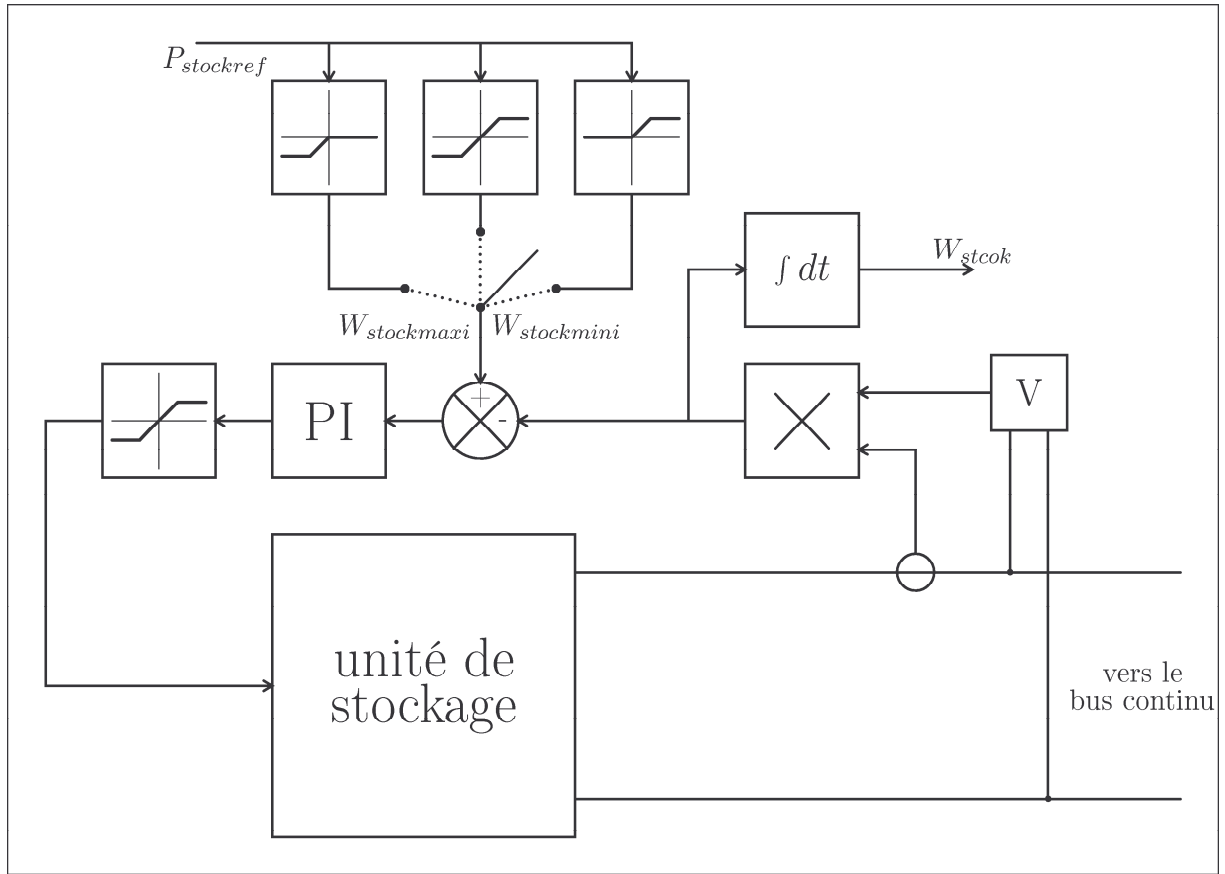 P_stockref
∫ dt
W_stcok
W_stockmaxi W_stockmini
V
PI
+
-
unité de
stockage
vers le
bus continu